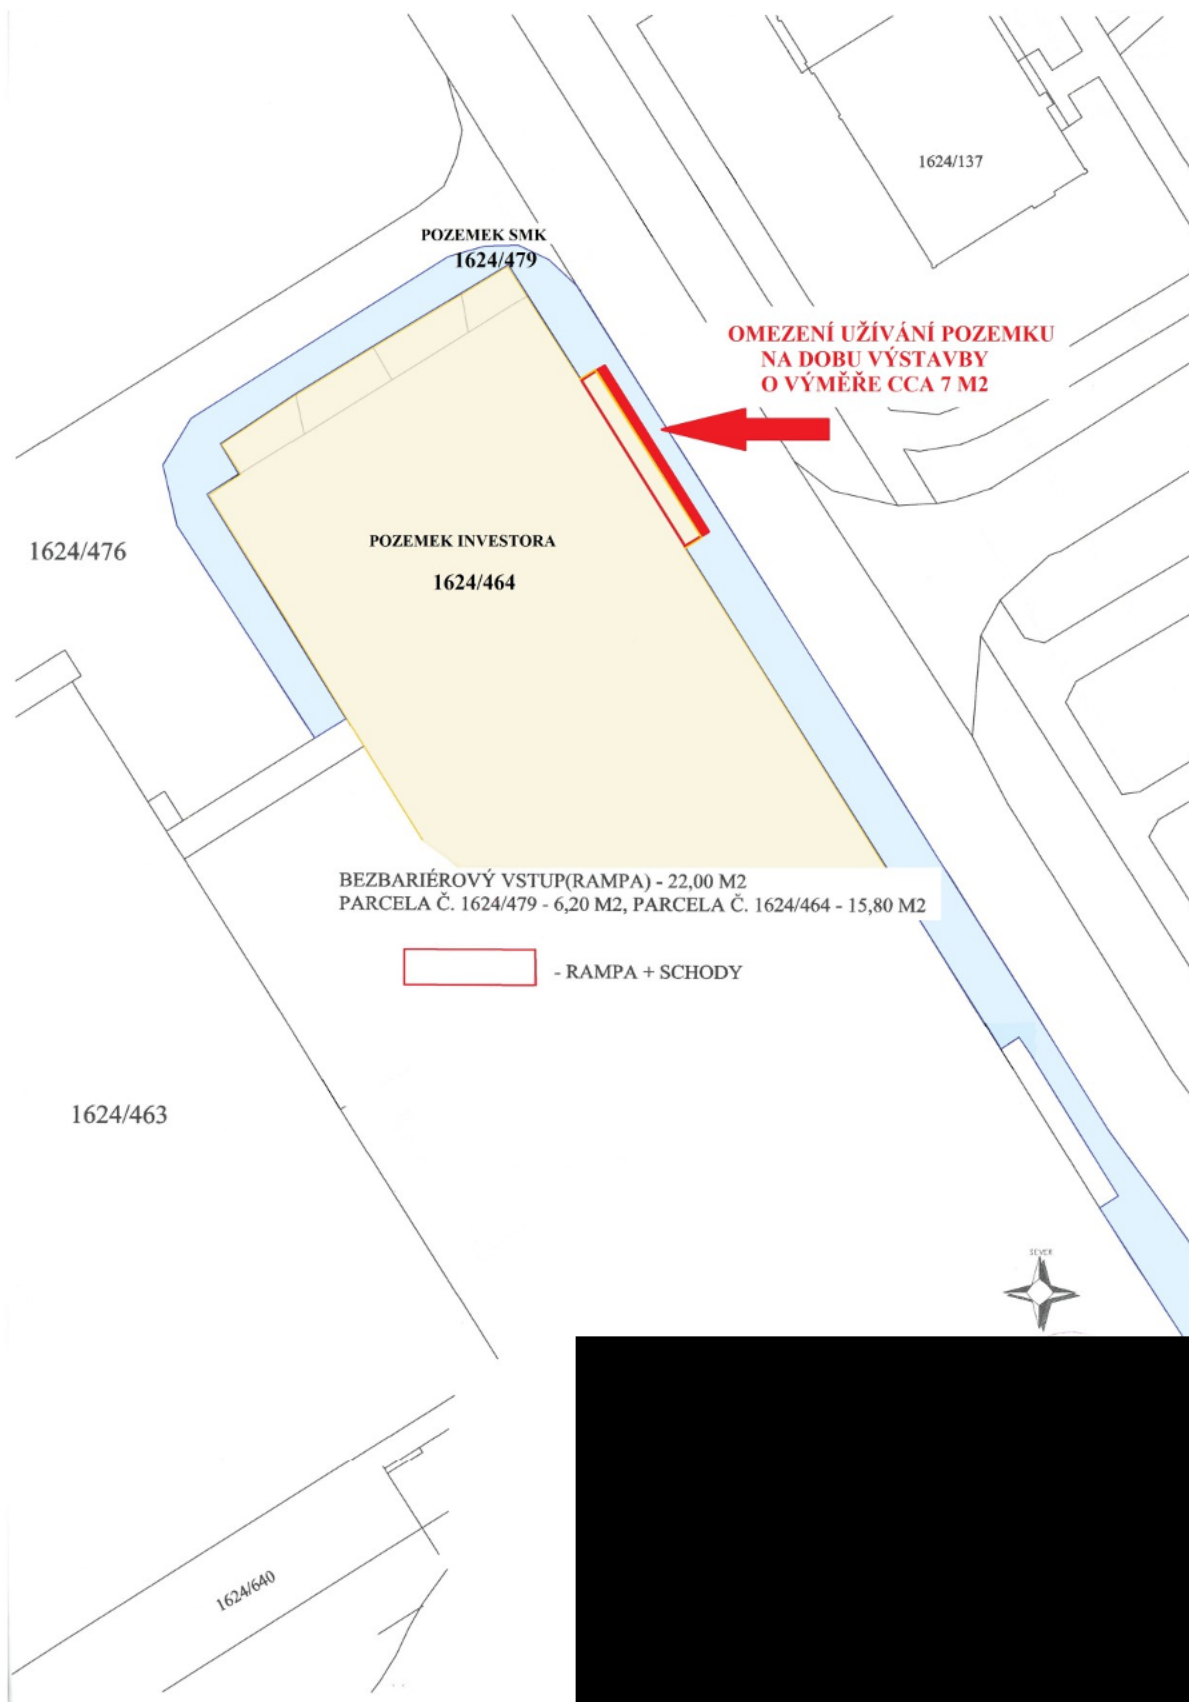 1624/137
POZEMEK SMK
1624/479
OMEZENÍ UŽÍVÁNÍ POZEMKU
NA DOBU VÝSTAVBY
O VÝMĚŘE CCA 7 M2
1624/476
POZEMEK INVESTORA
1624/464
BEZBARIÉROVÝ VSTUP(RAMPA) - 22,00 M2
PARCELA Č. 1624/479 - 6,20 M2, PARCELA Č. 1624/464 - 15,80 M2
- RAMPA + SCHODY
1624/463
SEVER
1624/640